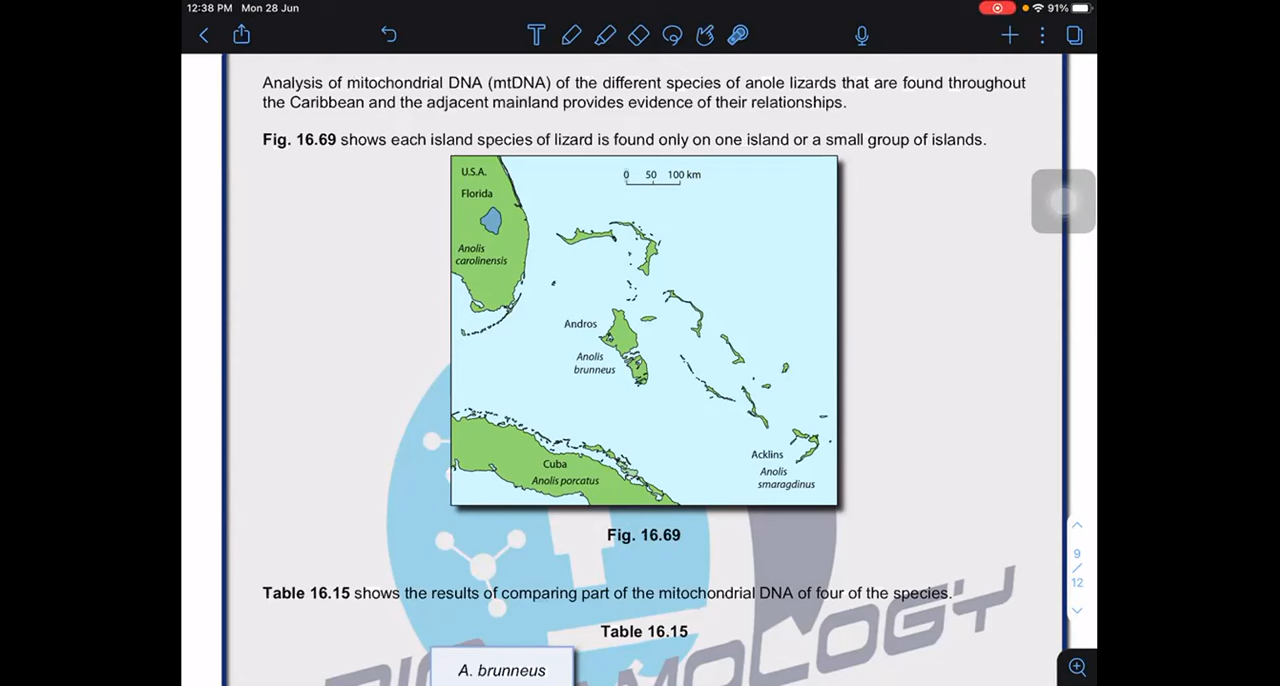 12:38 PM Mon 28 Jun
91%
Analysis of mitochondrial DNA (mtDNA) of the different species of anole lizards that are found throughout
the Caribbean and the adjacent mainland provides evidence of their relationships.
Fig. 16.69 shows each island species of lizard is found only on one island or a small group of islands.
U.S.A.
0 50 100 km
Florida
Anolis
carolinensis
Andros
Anolis
brunneus
Acklins
Anolis
smaragdinus
Cuba
Anolis porcatus
Fig. 16.69
9
/
12
Table 16.15 shows the results of comparing part of the mitochondrial DNA of four of the species.
Table 16.15
A. brunneus